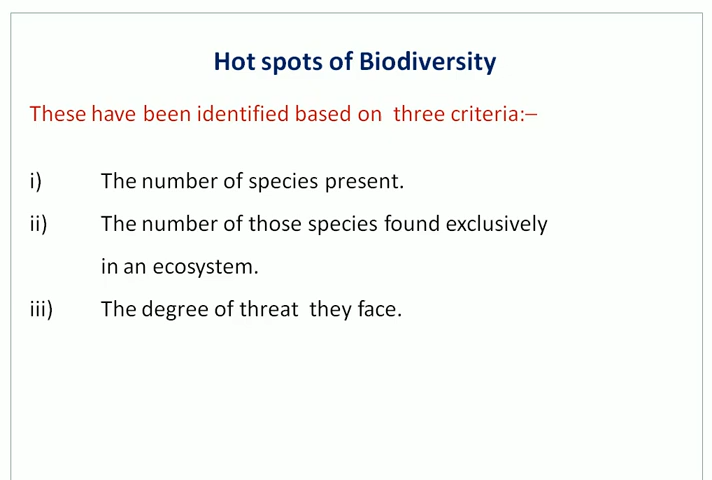 Hot spots of Biodiversity
These have been identified based on three criteria:–
i) The number of species present.
ii) The number of those species found exclusively
in an ecosystem.
iii) The degree of threat they face.